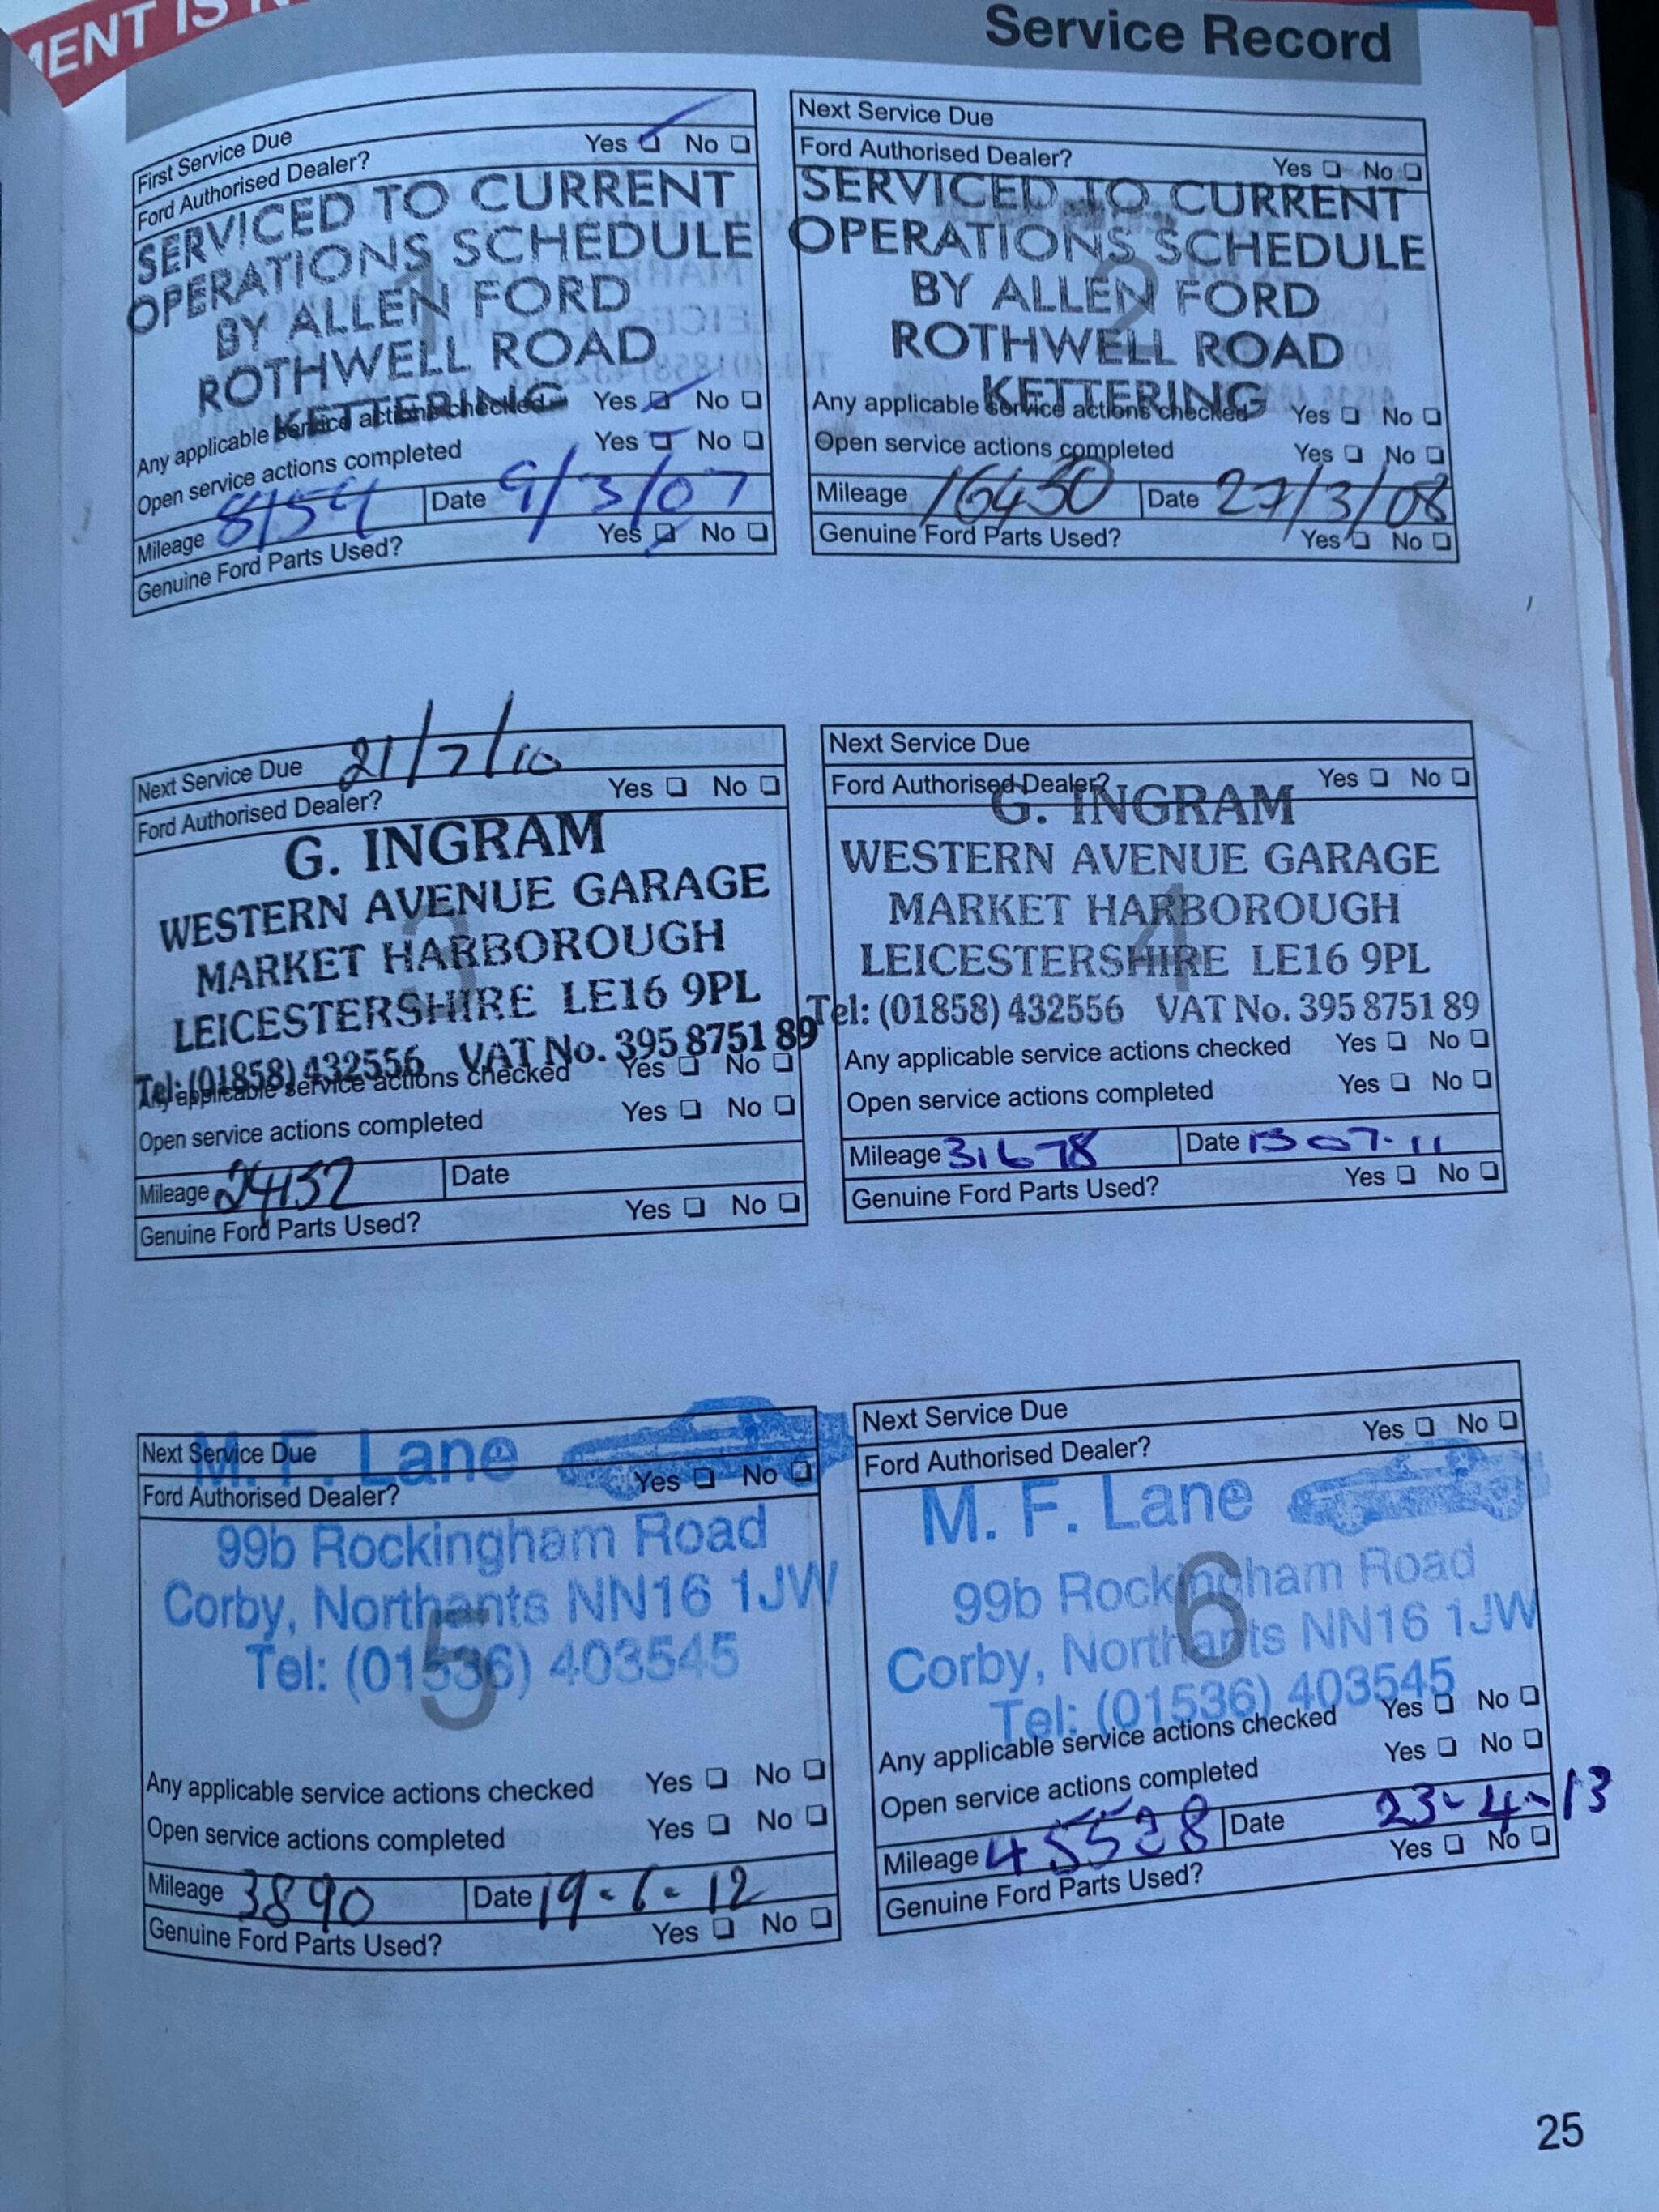 MENT IS N
Service Record
First Service Due
Ford Authorised Dealer? Yes No
SERVICED TO CURRENT
OPERATIONS SCHEDULE
BY ALLEN FORD
ROTHWELL ROAD
KETTERING
1
Any applicable service actions checked Yes No
Open service actions completed Yes No
Mileage 8154 Date 9/3/07
Genuine Ford Parts Used? Yes No
Next Service Due
Ford Authorised Dealer? Yes No
SERVICED TO CURRENT
OPERATIONS SCHEDULE
BY ALLEN FORD
ROTHWELL ROAD
KETTERING
2
Any applicable service actions checked Yes No
Open service actions completed Yes No
Mileage 16430 Date 27/3/08
Genuine Ford Parts Used? Yes No
Next Service Due 21/7/10
Ford Authorised Dealer? Yes No
G. INGRAM
WESTERN AVENUE GARAGE
MARKET HARBOROUGH
LEICESTERSHIRE LE16 9PL
Tel: (01858) 432556 VAT No. 395 8751 89
3
Any applicable service actions checked Yes No
Open service actions completed Yes No
Mileage 24132 Date
Genuine Ford Parts Used? Yes No
Next Service Due
Ford Authorised Dealer? Yes No
G. INGRAM
WESTERN AVENUE GARAGE
MARKET HARBOROUGH
LEICESTERSHIRE LE16 9PL
Tel: (01858) 432556 VAT No. 395 8751 89
4
Any applicable service actions checked Yes No
Open service actions completed Yes No
Mileage 31678 Date 13 07.11
Genuine Ford Parts Used? Yes No
Next Service Due
M. F. Lane
Ford Authorised Dealer? Yes No
99b Rockingham Road
Corby, Northants NN16 1JW
Tel: (01536) 403545
5
Any applicable service actions checked Yes No
Open service actions completed Yes No
Mileage 3890 Date 19-6-12
Genuine Ford Parts Used? Yes No
Next Service Due
Ford Authorised Dealer? Yes No
M. F. Lane
99b Rockingham Road
Corby, Northants NN16 1JW
Tel: (01536) 403545
6
Any applicable service actions checked Yes No
Open service actions completed Yes No
Mileage 45538 Date 23-4-13
Genuine Ford Parts Used? Yes No
25